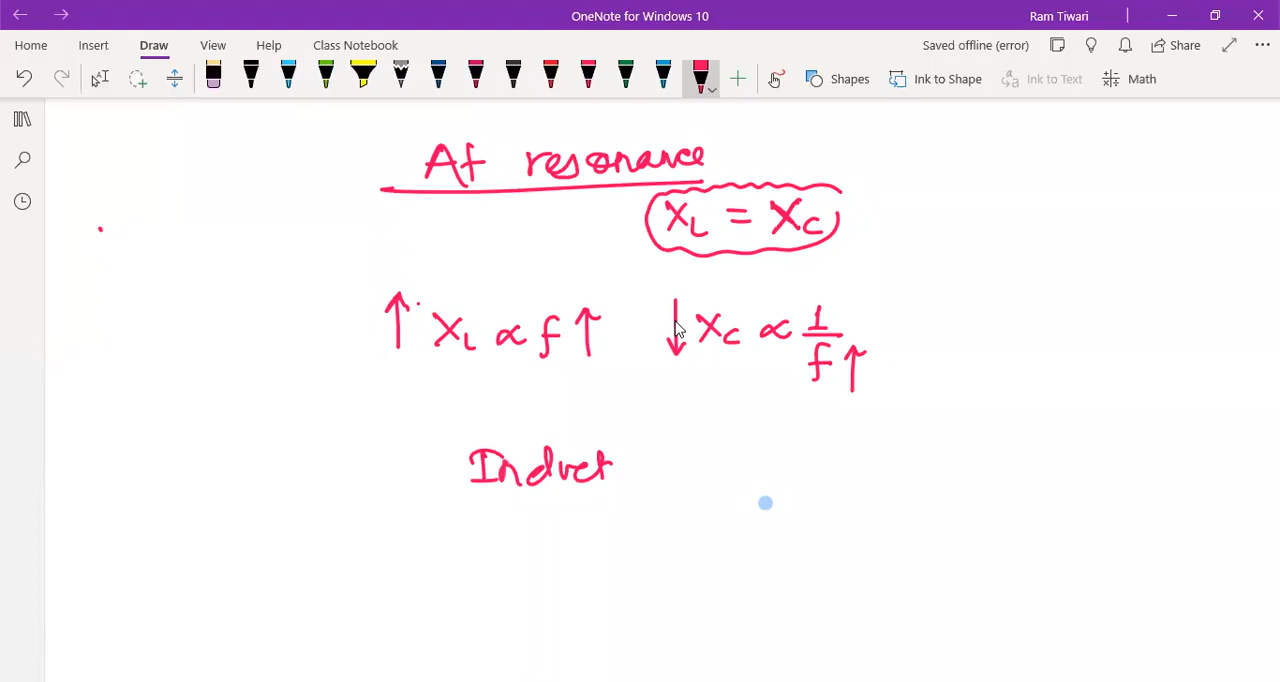 OneNote for Windows 10
Ram Tiwari
Home Insert Draw View Help Class Notebook
Saved offline (error) Share
Shapes Ink to Shape Ink to Text Math
At resonance
XL = XC
↑ XL ∝ f ↑ ↓ XC ∝ 1/f ↑
Induct